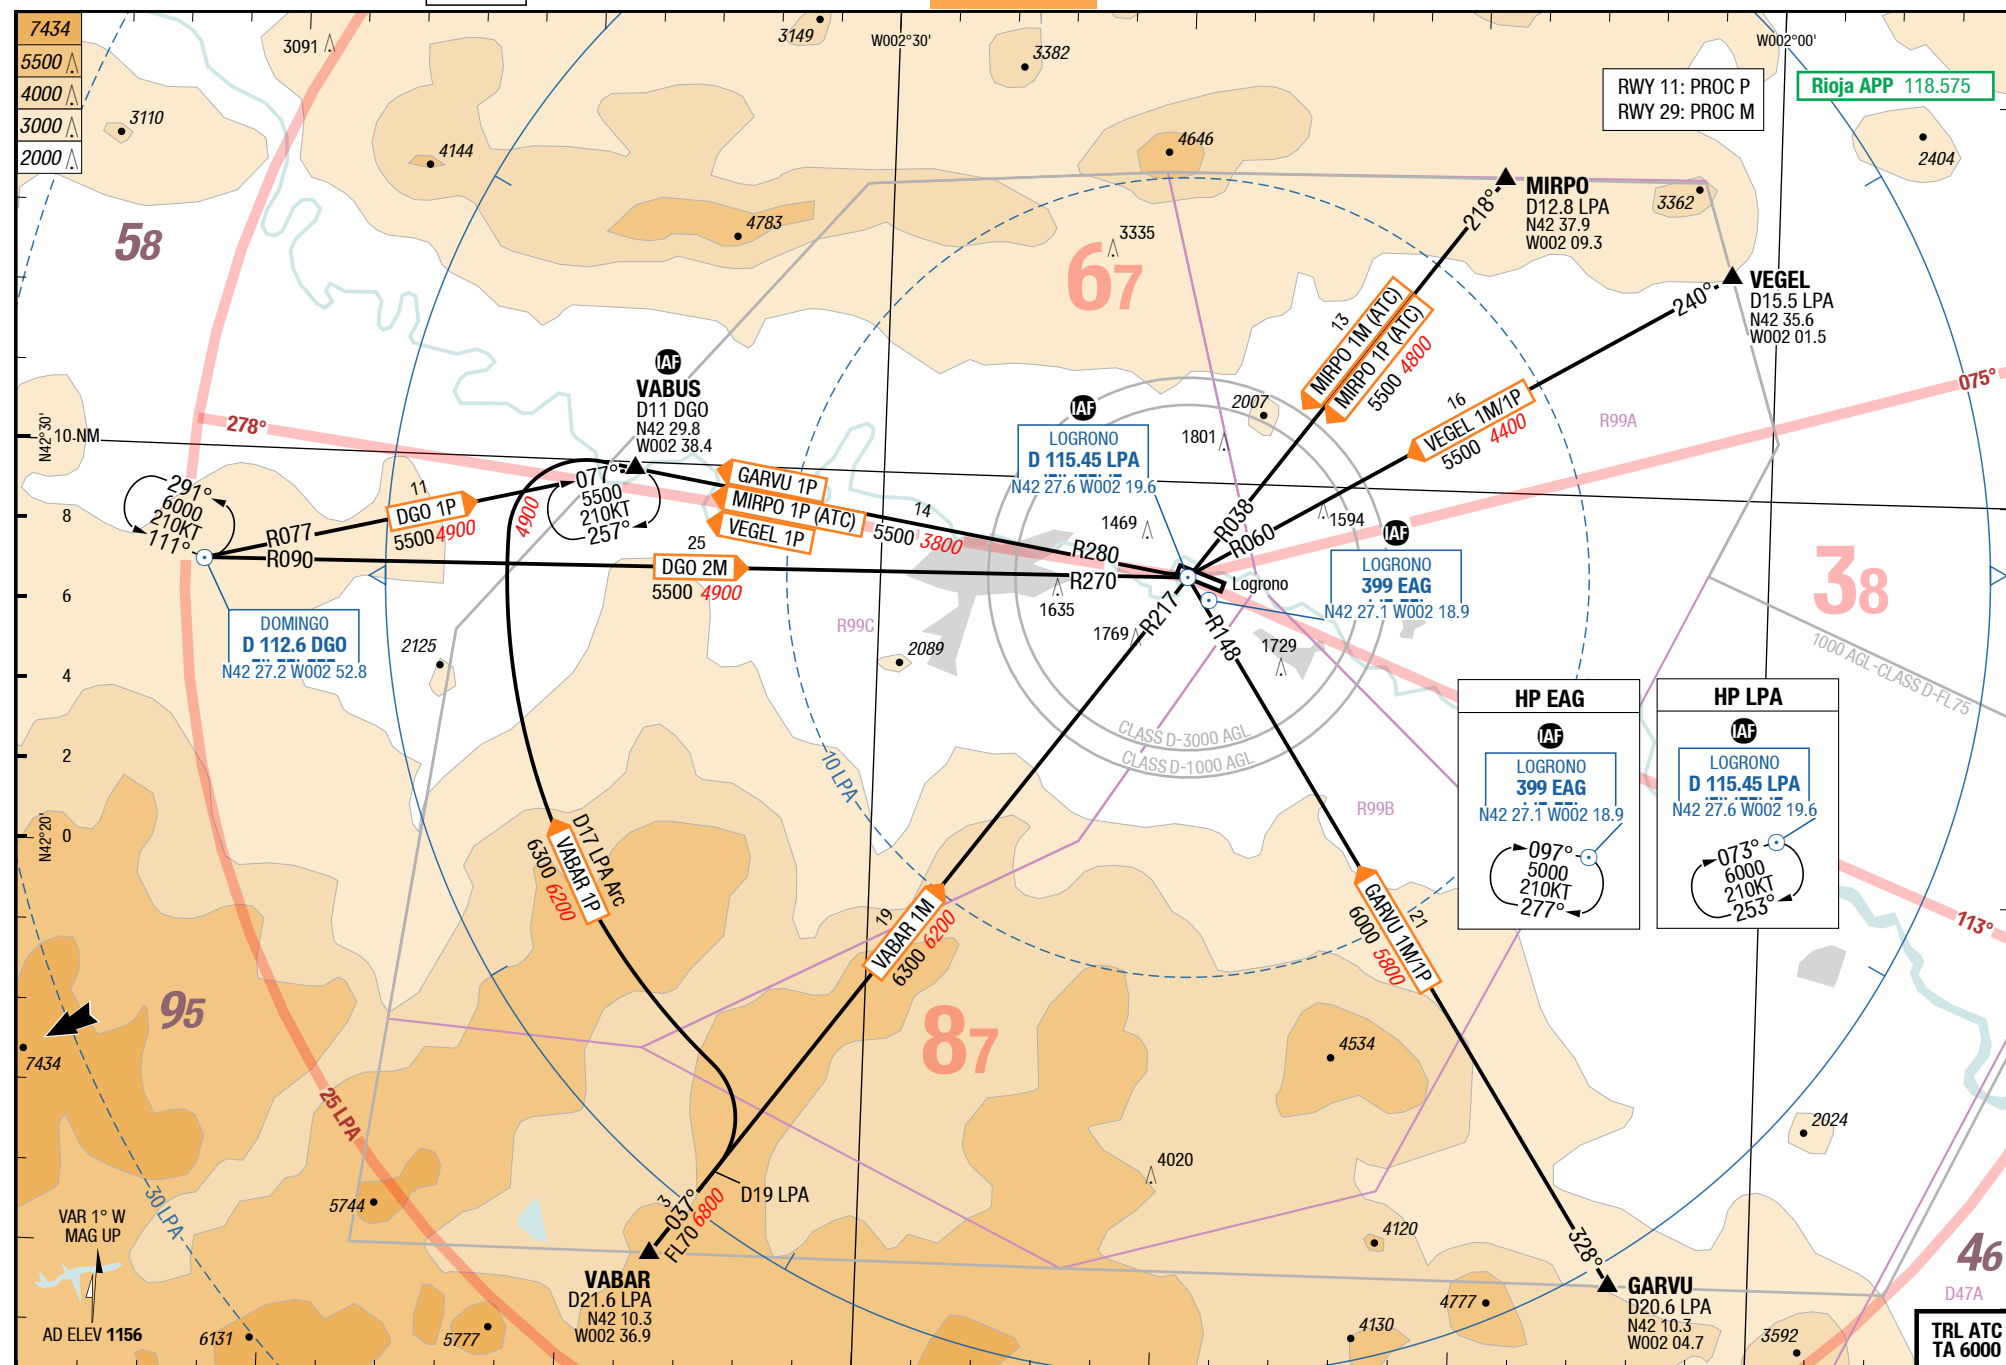 7434
5500
4000
3000
2000
3091
3110
3149
3382
W002°30'
W002°00'
RWY 11: PROC P
RWY 29: PROC M
Rioja APP 118.575
4144
4646
2404
3362
58
4783
3335
67
218°
MIRPO
D12.8 LPA
N42 37.9
W002 09.3
240°
VEGEL
D15.5 LPA
N42 35.6
W002 01.5
13
MIRPO 1M (ATC)
MIRPO 1P (ATC)
5500 4800
16
VEGEL 1M/1P
5500 4400
R99A
075°
IAF
VABUS
D11 DGO
N42 29.8
W002 38.4
278°
N42°30'
10 NM
IAF
LOGRONO
D 115.45 LPA
N42 27.6 W002 19.6
2007
1801
1469
1594
291°
6000
210KT
111°
11
DGO 1P
5500 4900
R077
R090
4900
077°
5500
210KT
257°
GARVU 1P
MIRPO 1P (ATC)
VEGEL 1P
14
5500 3800
25
DGO 2M
5500 4900
R280
R270
R038
R060
Logrono
IAF
LOGRONO
399 EAG
N42 27.1 W002 18.9
38
8
6
4
2
0
N42°20'
DOMINGO
D 112.6 DGO
N42 27.2 W002 52.8
2125
R99C
2089
1635
1769
R217
R148
1729
CLASS D-3000 AGL
CLASS D-1000 AGL
1000 AGL-CLASS D-FL75
10 LPA
R99B
HP EAG
IAF
LOGRONO
399 EAG
N42 27.1 W002 18.9
097°
5000
210KT
277°
HP LPA
IAF
LOGRONO
D 115.45 LPA
N42 27.6 W002 19.6
073°
6000
210KT
253°
113°
D17 LPA Arc
VABAR 1P
6300 6200
19
VABAR 1M
6300 6200
21
GARVU 1M/1P
6000 5800
95
87
7434
4534
25 LPA
30 LPA
2024
4020
5744
D19 LPA
3
037°
FL70 6800
VABAR
D21.6 LPA
N42 10.3
W002 36.9
VAR 1° W
MAG UP
AD ELEV 1156
6131
5777
4120
4777
4130
328°
GARVU
D20.6 LPA
N42 10.3
W002 04.7
3592
46
D47A
TRL ATC
TA 6000